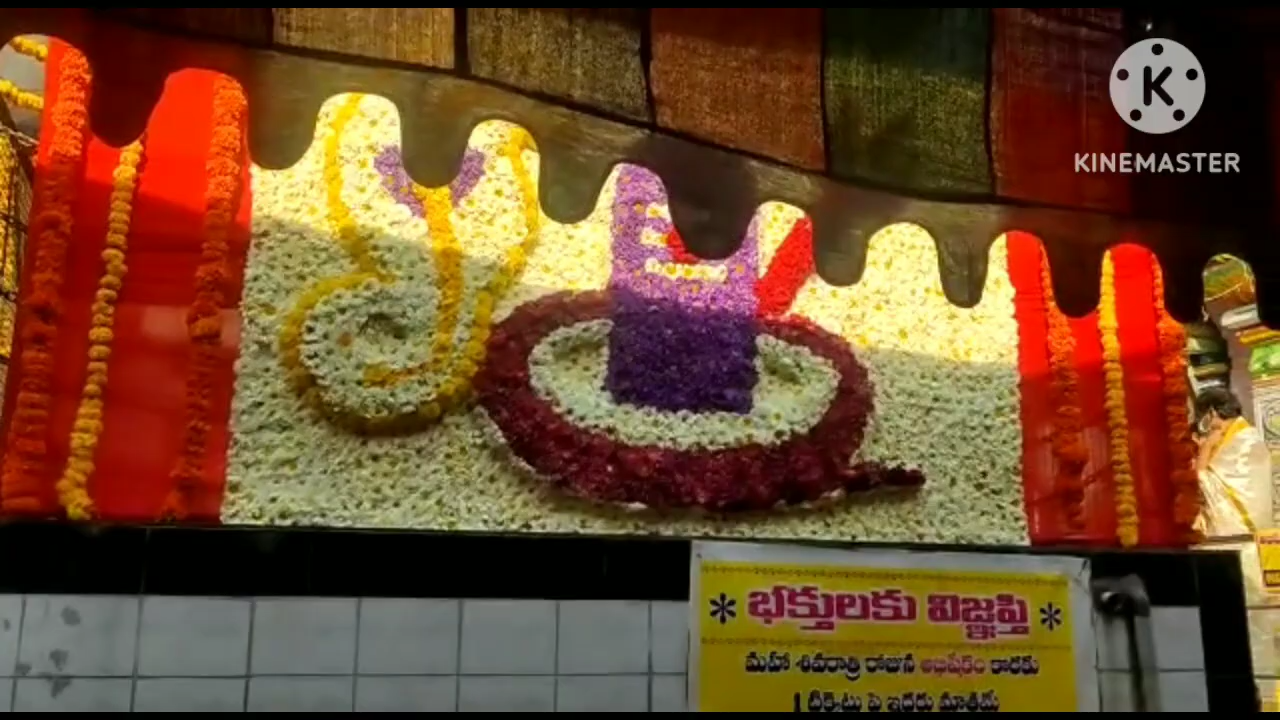 KINEMASTER
* భక్తులకు విజ్ఞప్తి *
మహా శివరాత్రి రోజున అభిషేకం కొరకు
1 టిక్కెట్టు పై ఇద్దరు మాత్రమే